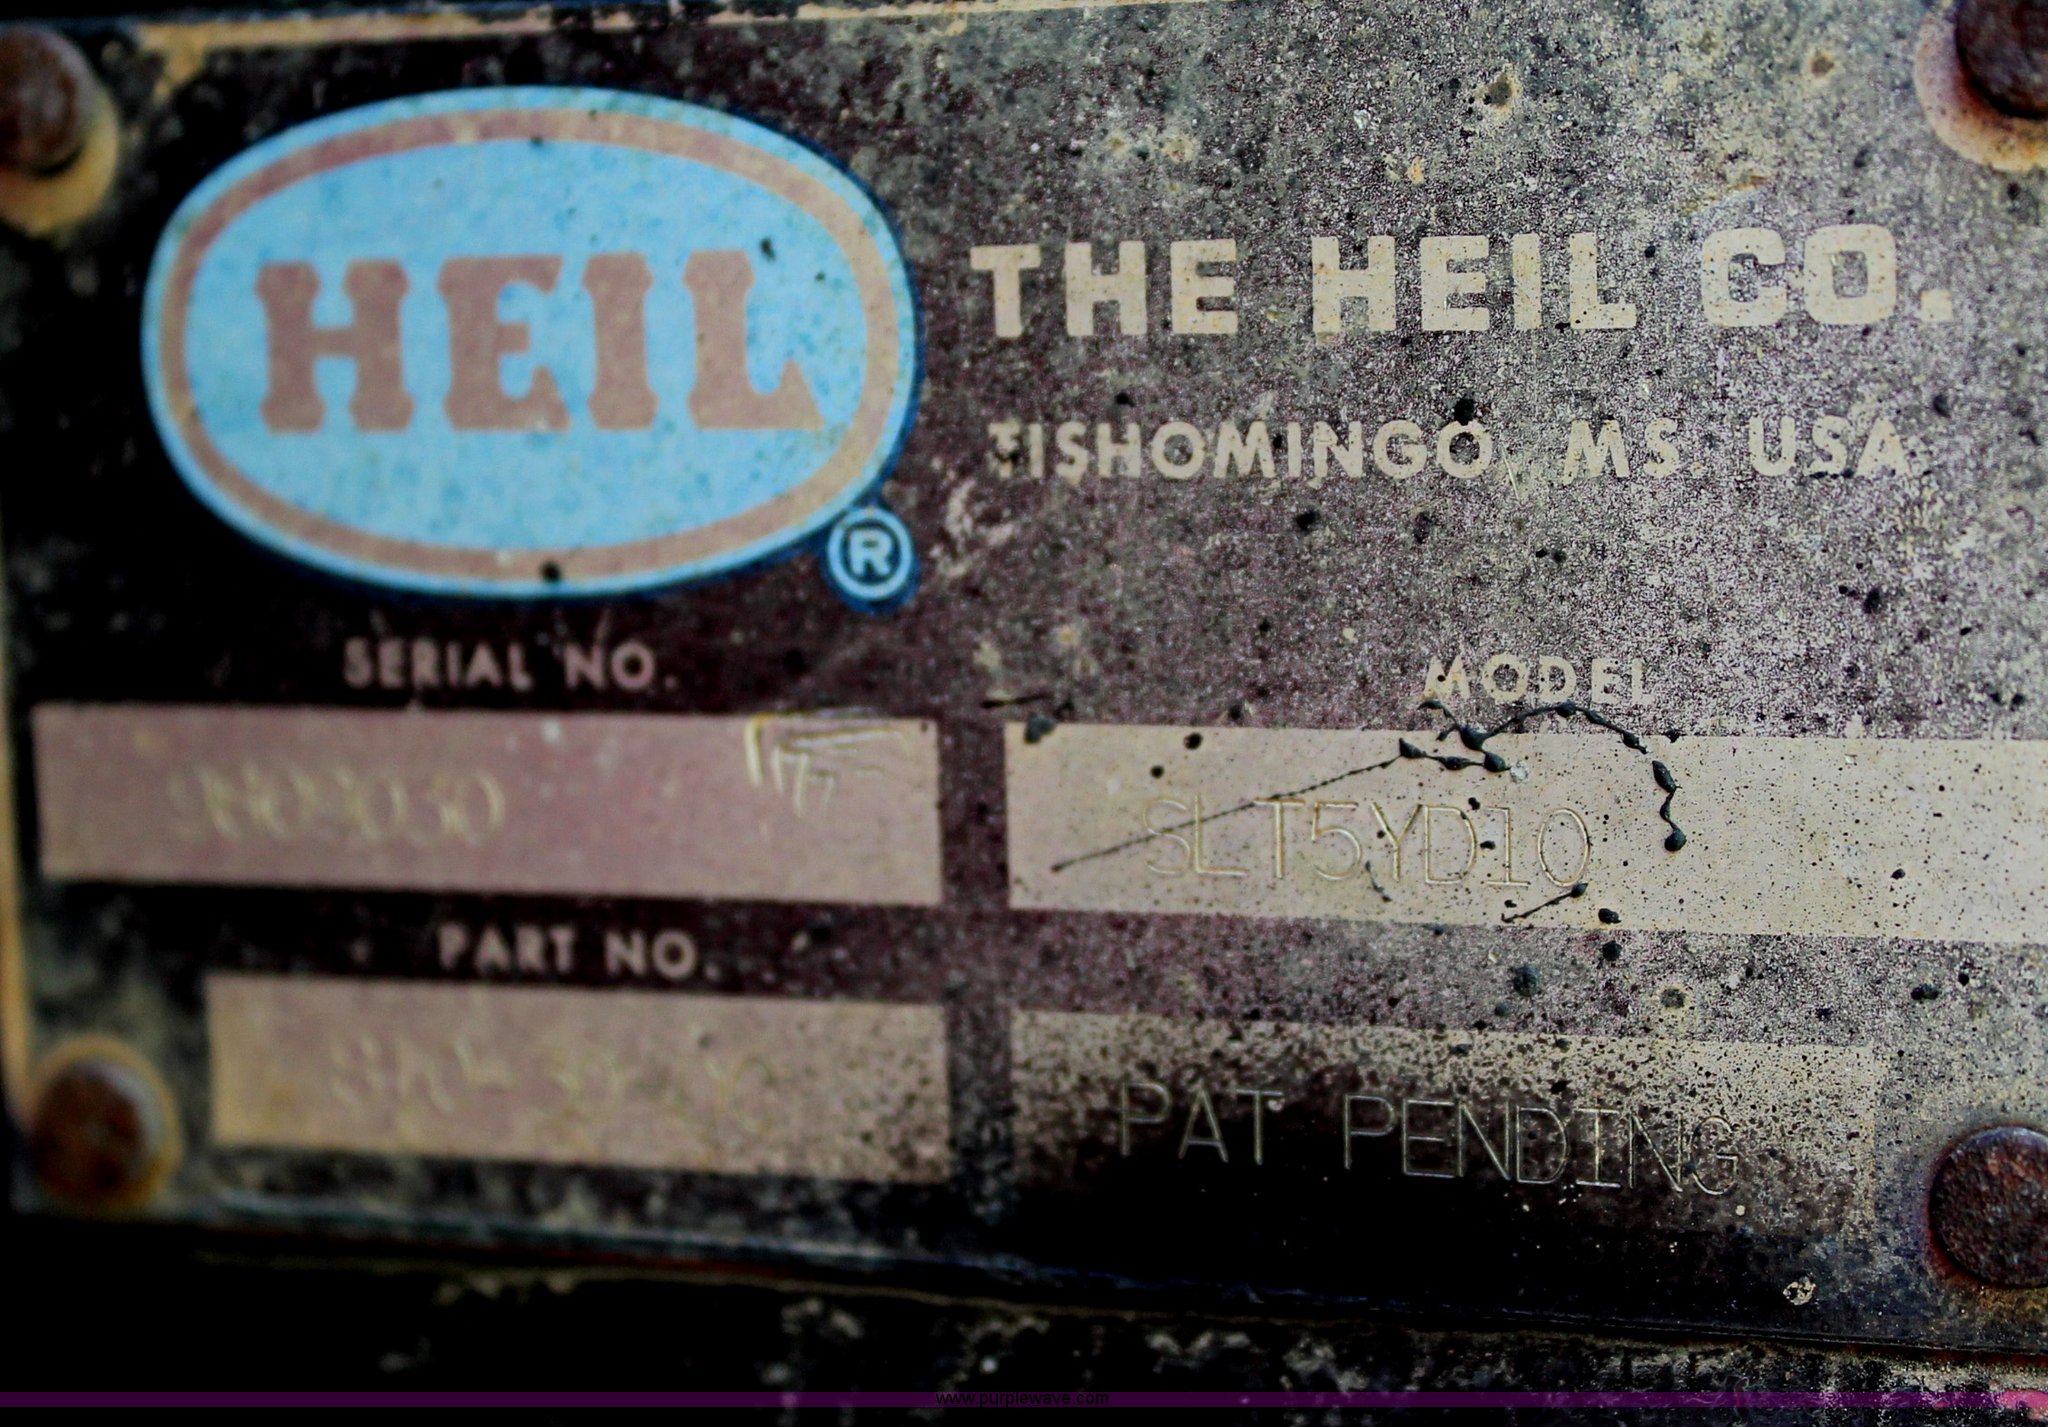 HEIL
®
THE HEIL CO.
TISHOMINGO, MS. USA
SERIAL NO.
MODEL
SLT5YD10
PART NO.
PAT PENDING
www.purplewave.com